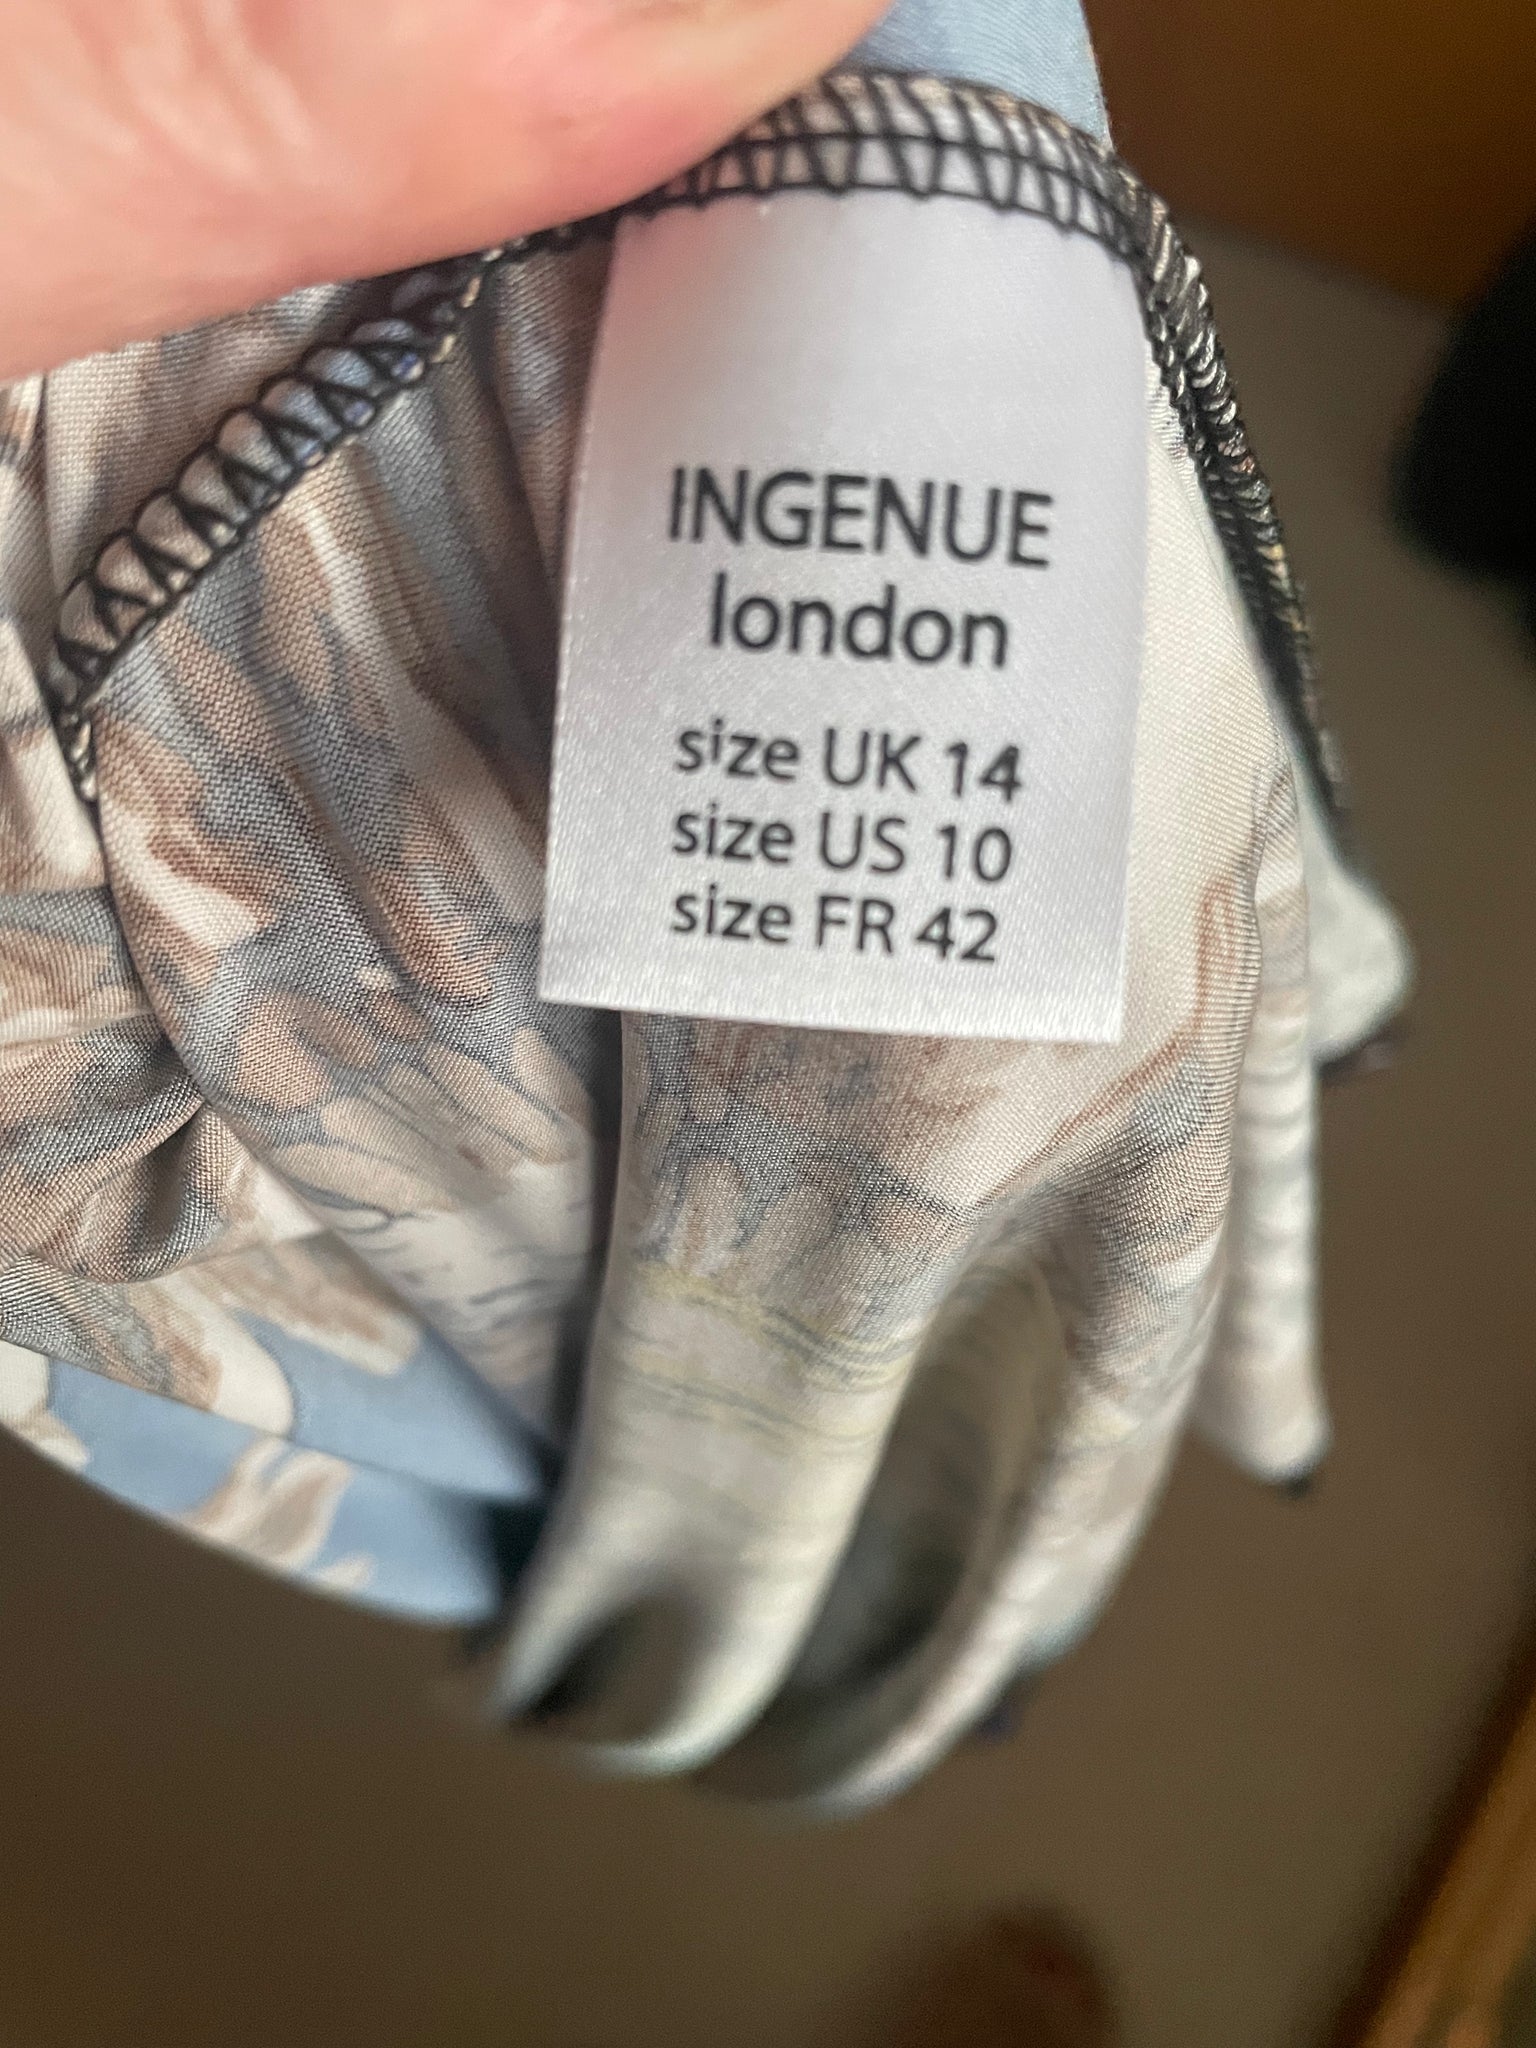 INGENUE
london
size UK 14
size US 10
size FR 42